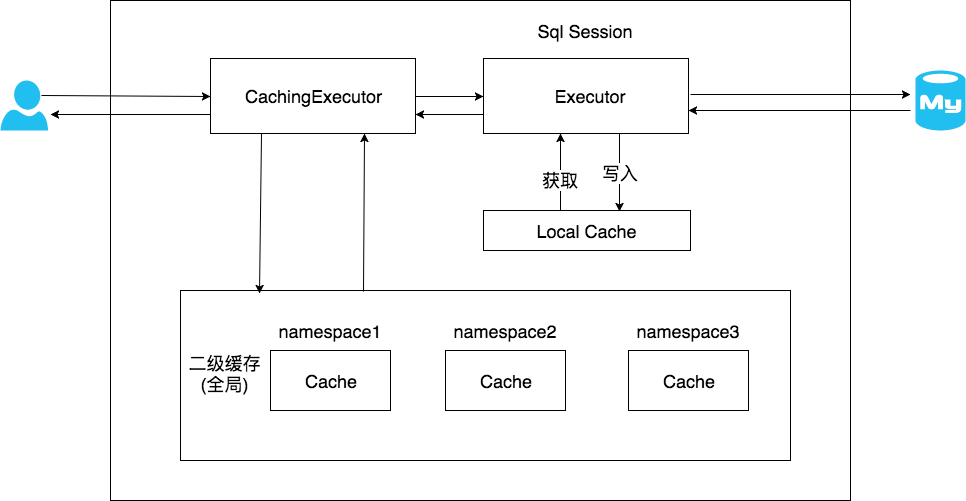 Sql Session
CachingExecutor
Executor
My
获取
写入
Local Cache
namespace1
namespace2
namespace3
二级缓存
(全局)
Cache
Cache
Cache